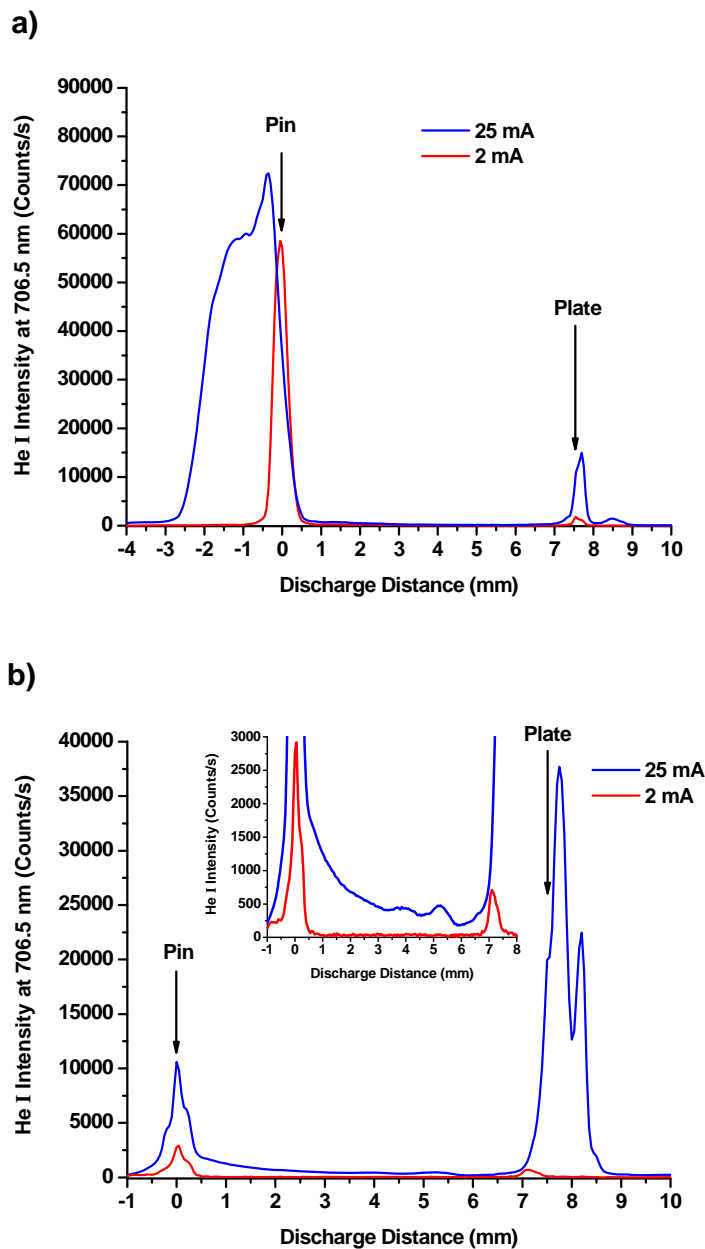 a)
90000
80000
70000
60000
50000
40000
30000
20000
10000
0
He I Intensity at 706.5 nm (Counts/s)
Pin
25 mA
2 mA
Plate
-4 -3 -2 -1 0 1 2 3 4 5 6 7 8 9 10
Discharge Distance (mm)
b)
40000
35000
30000
25000
20000
15000
10000
5000
0
He I Intensity at 706.5 nm (Counts/s)
3000
2500
2000
1500
1000
500
0
He I Intensity (Counts/s)
-1 0 1 2 3 4 5 6 7 8
Discharge Distance (mm)
Plate
25 mA
2 mA
Pin
-1 0 1 2 3 4 5 6 7 8 9 10
Discharge Distance (mm)